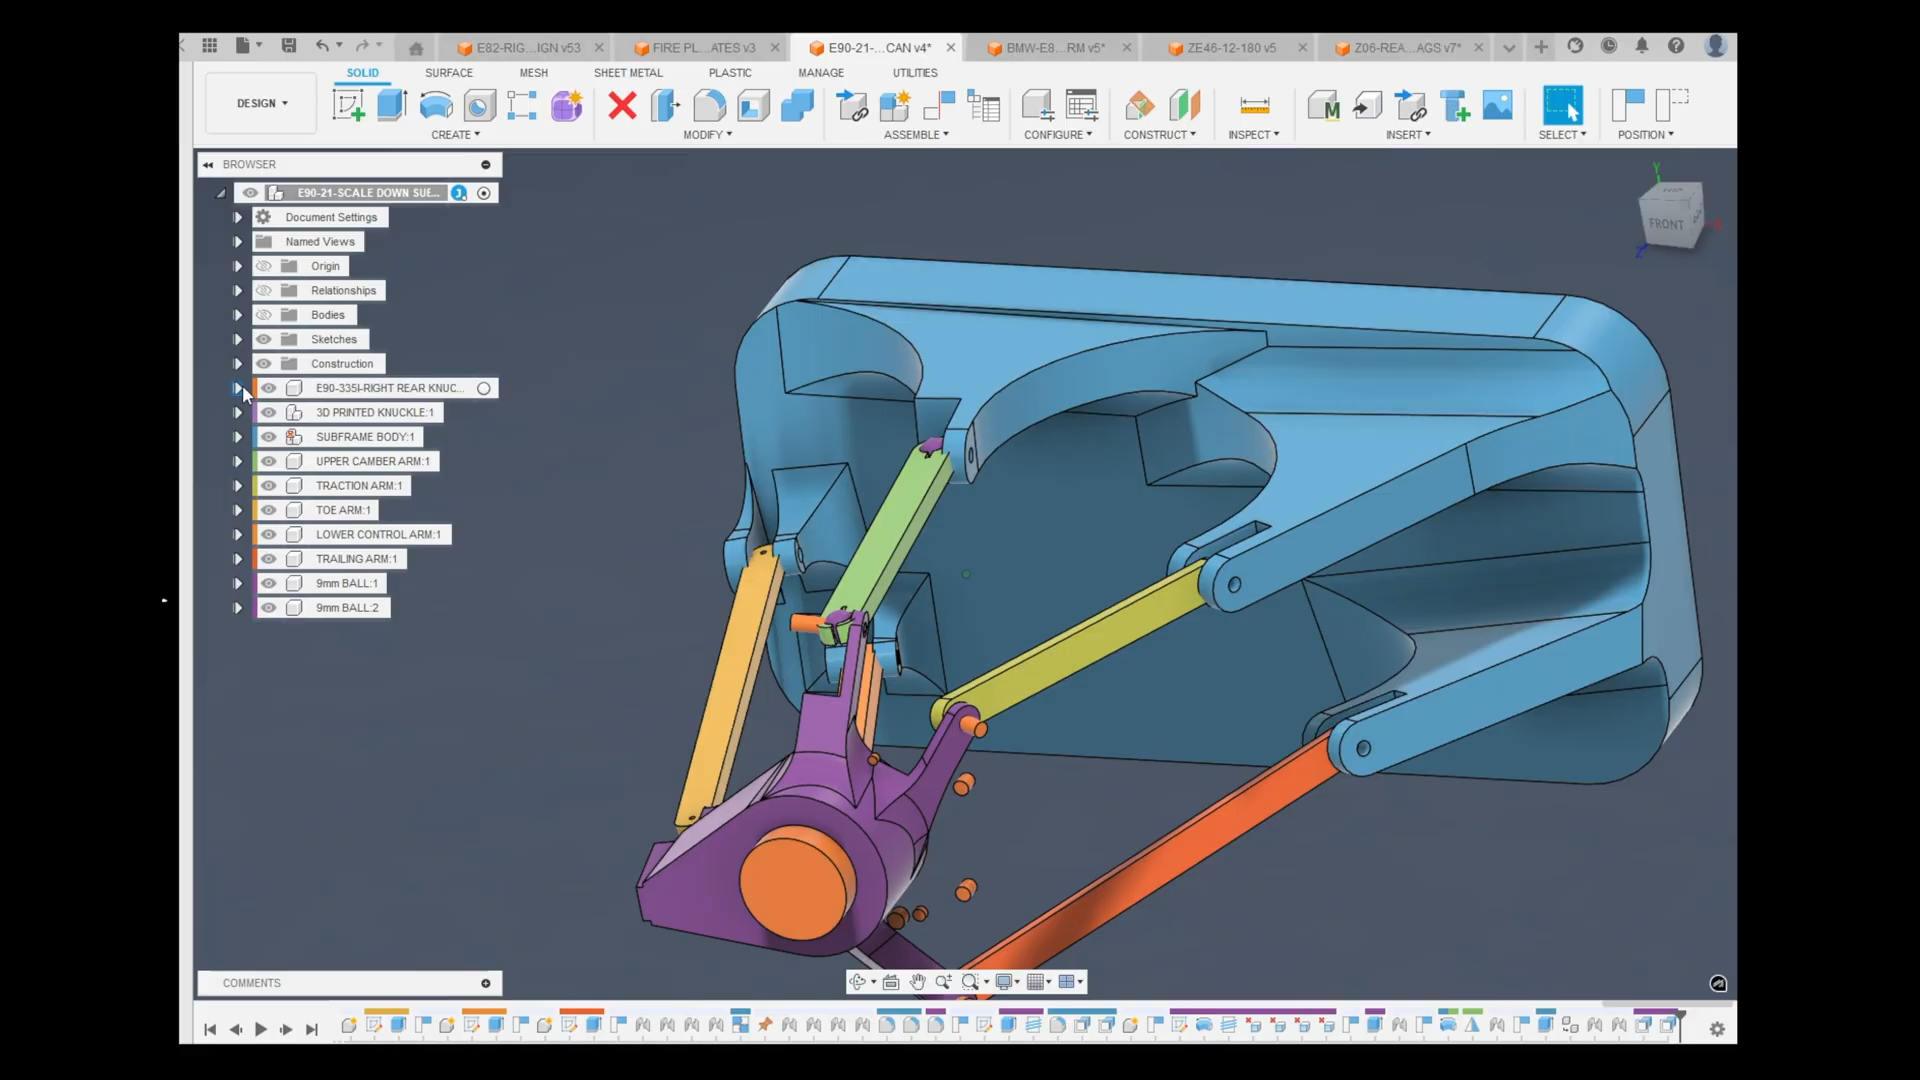 E82-RIG...IGN v53
FIRE PL...ATES v3
E90-21-...CAN v4*
BMW-E8...RM v5*
ZE46-12-180 v5
Z06-REA...AGS v7*
DESIGN
SOLID
SURFACE
MESH
SHEET METAL
PLASTIC
MANAGE
UTILITIES
CREATE
MODIFY
ASSEMBLE
CONFIGURE
CONSTRUCT
INSPECT
INSERT
SELECT
POSITION
BROWSER
E90-21-SCALE DOWN SUE...
Document Settings
Named Views
Origin
Relationships
Bodies
Sketches
Construction
E90-335I-RIGHT REAR KNUC...
3D PRINTED KNUCKLE:1
SUBFRAME BODY:1
UPPER CAMBER ARM:1
TRACTION ARM:1
TOE ARM:1
LOWER CONTROL ARM:1
TRAILING ARM:1
9mm BALL:1
9mm BALL:2
Y
FRONT
Z
COMMENTS